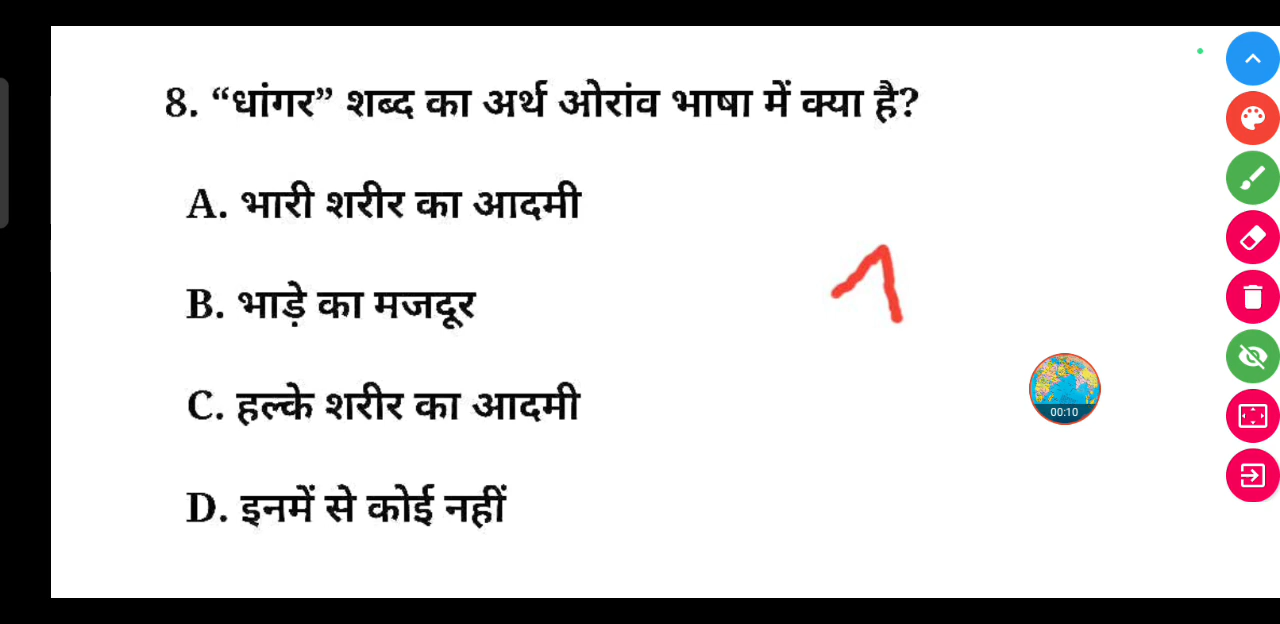 8. “धांगर” शब्द का अर्थ ओरांव भाषा में क्या है?
A. भारी शरीर का आदमी
B. भाड़े का मजदूर
C. हल्के शरीर का आदमी
00:10
D. इनमें से कोई नहीं